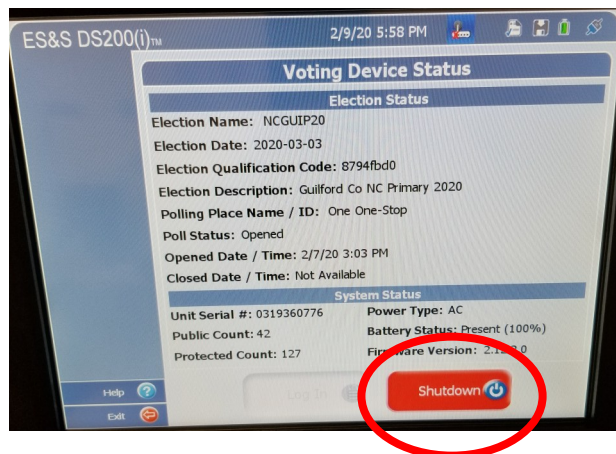 ES&S DS200(i)™ 2/9/20 5:58 PM
Voting Device Status
Election Status
Election Name: NCGUIP20
Election Date: 2020-03-03
Election Qualification Code: 8794fbd0
Election Description: Guilford Co NC Primary 2020
Polling Place Name / ID: One One-Stop
Poll Status: Opened
Opened Date / Time: 2/7/20 3:03 PM
Closed Date / Time: Not Available
System Status
Unit Serial #: 0319360776 Power Type: AC
Public Count: 42 Battery Status: Present (100%)
Protected Count: 127 Firmware Version:
Help Log In Shutdown
Exit